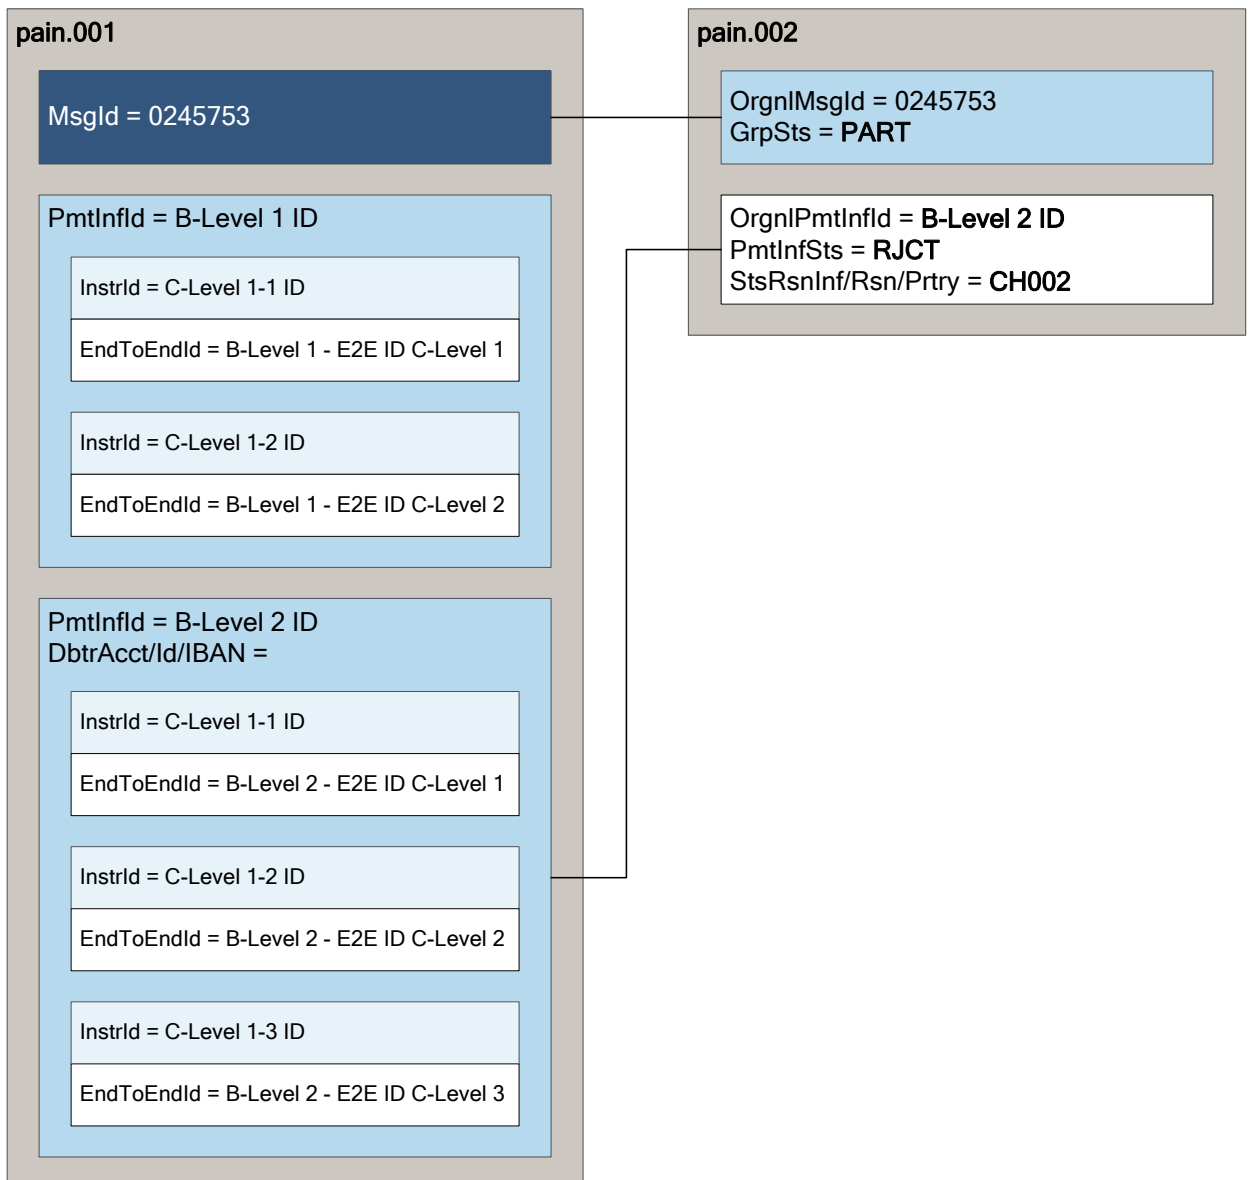 pain.001
MsgId = 0245753
PmtInfId = B-Level 1 ID
InstrId = C-Level 1-1 ID
EndToEndId = B-Level 1 - E2E ID C-Level 1
InstrId = C-Level 1-2 ID
EndToEndId = B-Level 1 - E2E ID C-Level 2
PmtInfId = B-Level 2 ID
DbtrAcct/Id/IBAN =
InstrId = C-Level 1-1 ID
EndToEndId = B-Level 2 - E2E ID C-Level 1
InstrId = C-Level 1-2 ID
EndToEndId = B-Level 2 - E2E ID C-Level 2
InstrId = C-Level 1-3 ID
EndToEndId = B-Level 2 - E2E ID C-Level 3
pain.002
OrgnlMsgId = 0245753
GrpSts = PART
OrgnlPmtInfId = B-Level 2 ID
PmtInfSts = RJCT
StsRsnInf/Rsn/Prtry = CH002